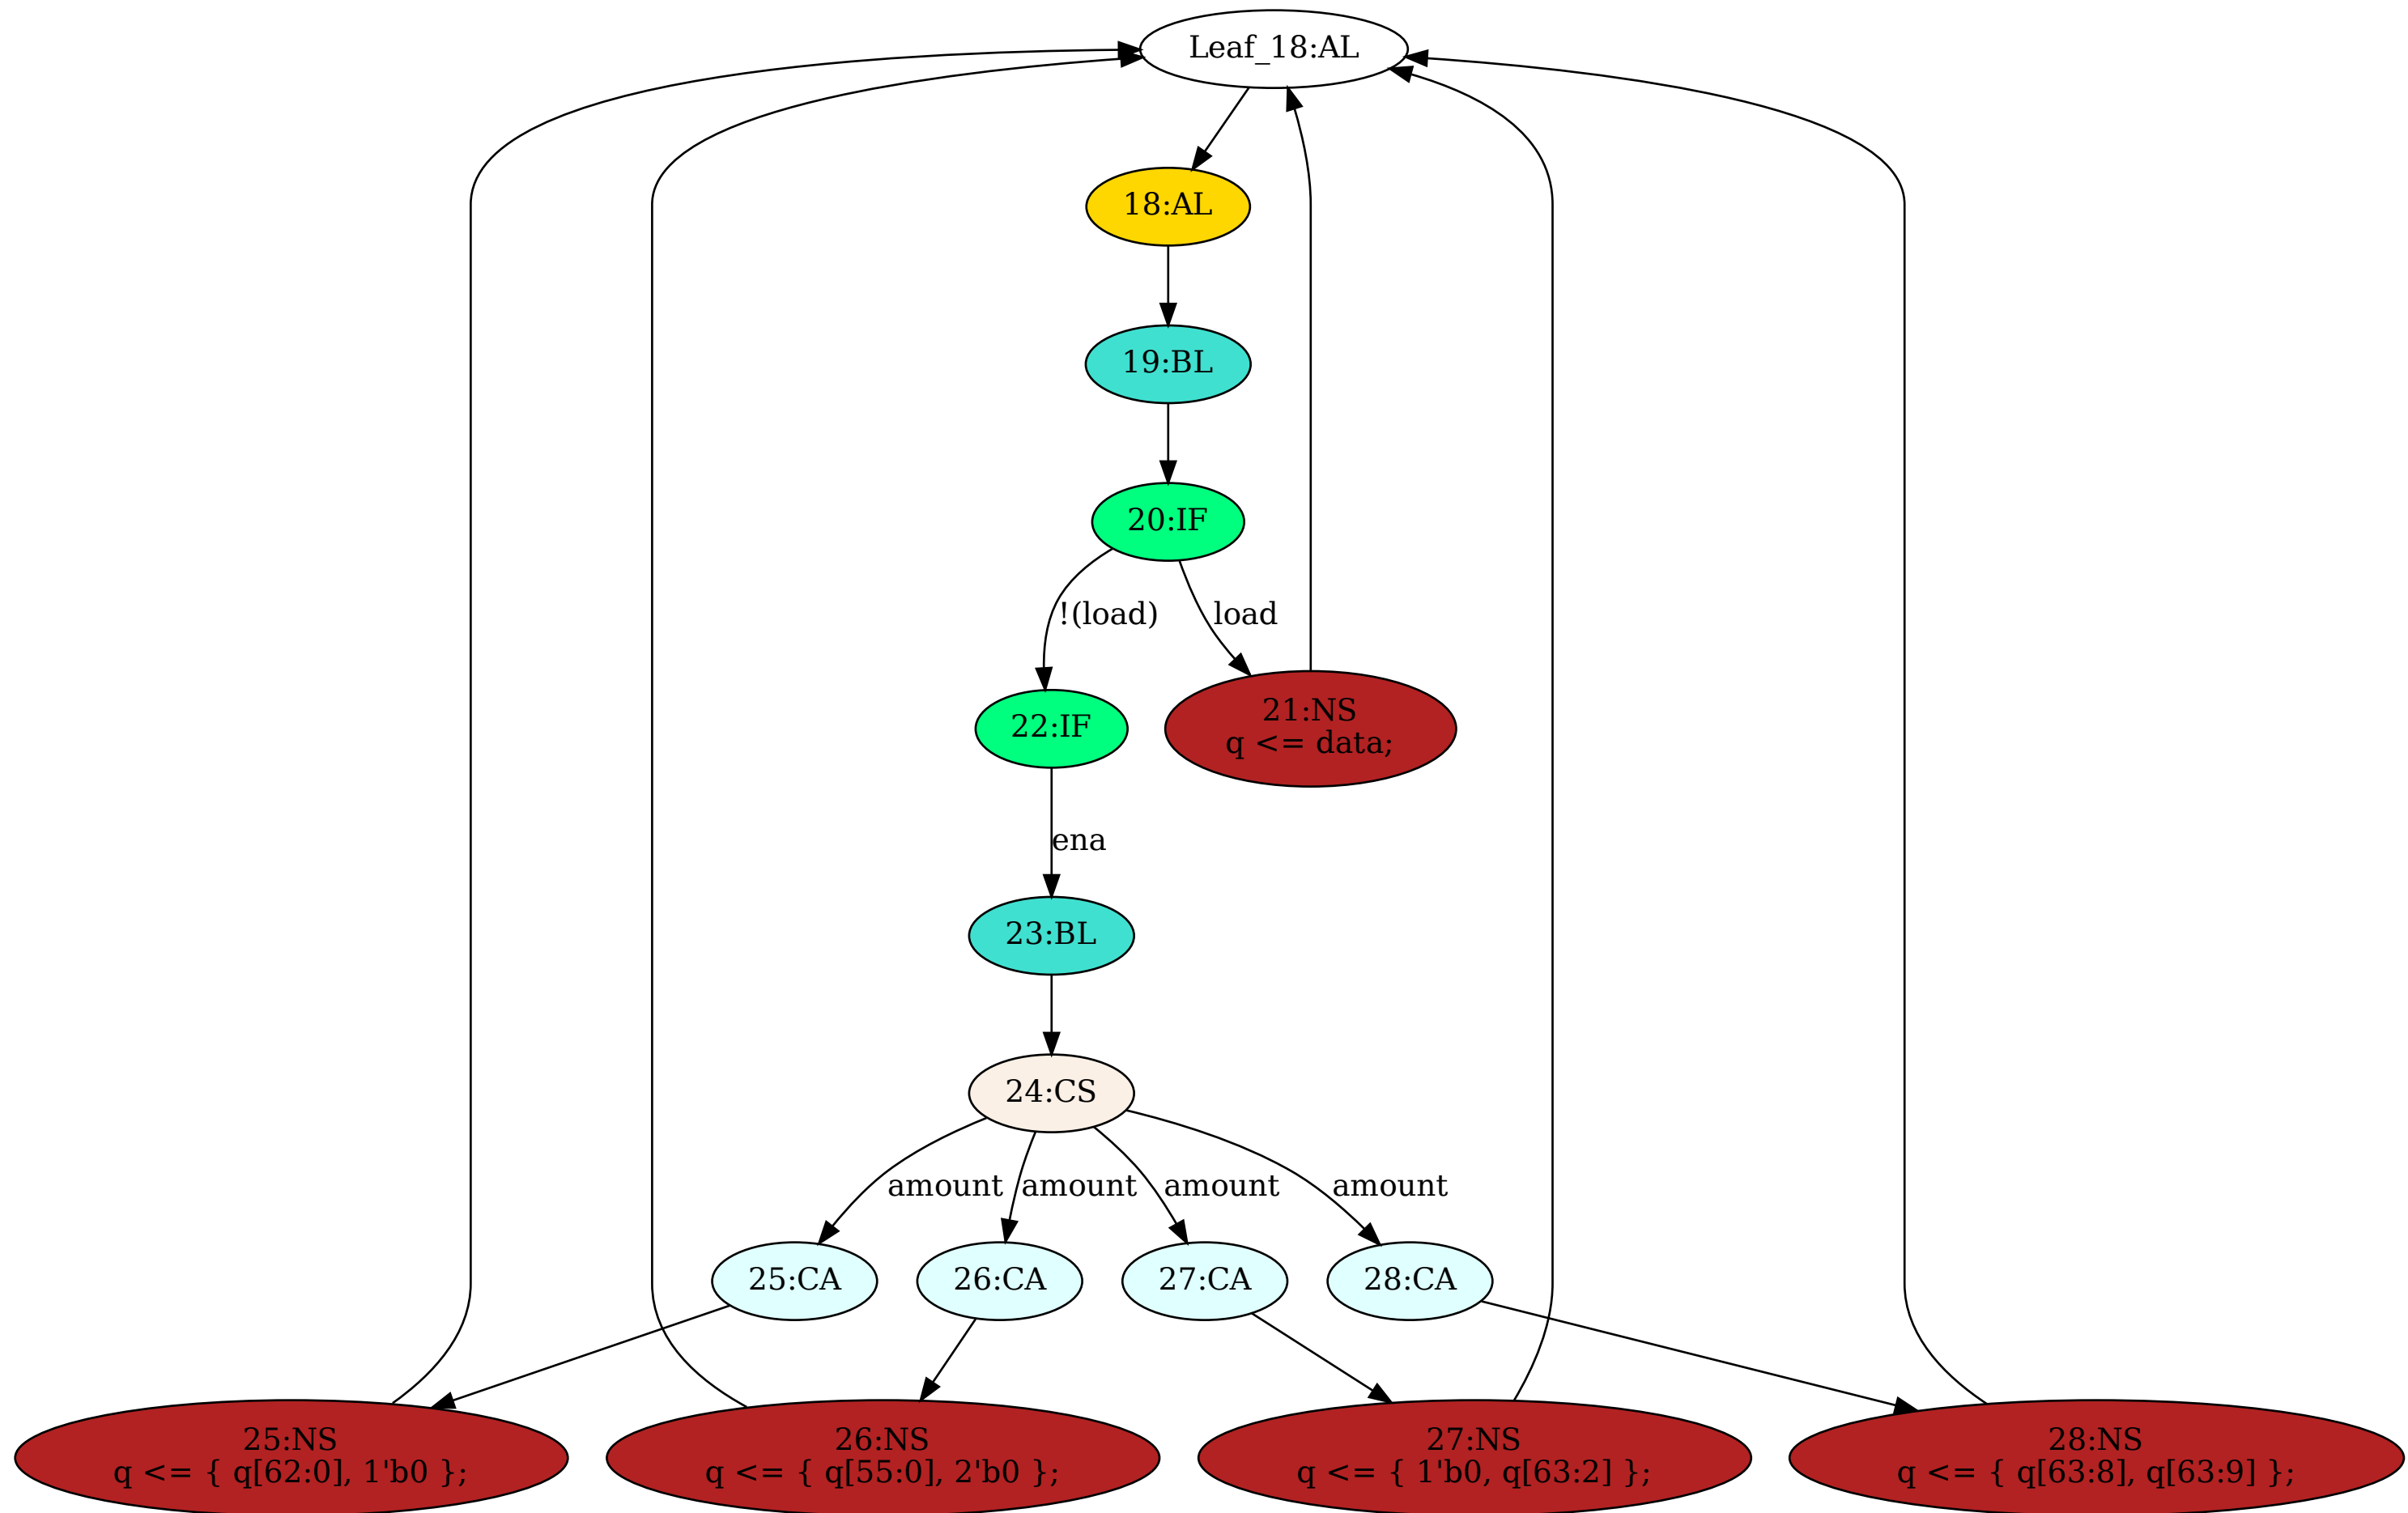 Leaf_18:AL
18:AL
19:BL
20:IF
!(load)
load
22:IF
21:NS
q <= data;
ena
23:BL
24:CS
amount
amount
amount
amount
25:CA
26:CA
27:CA
28:CA
25:NS
q <= { q[62:0], 1'b0 };
26:NS
q <= { q[55:0], 2'b0 };
27:NS
q <= { 1'b0, q[63:2] };
28:NS
q <= { q[63:8], q[63:9] };